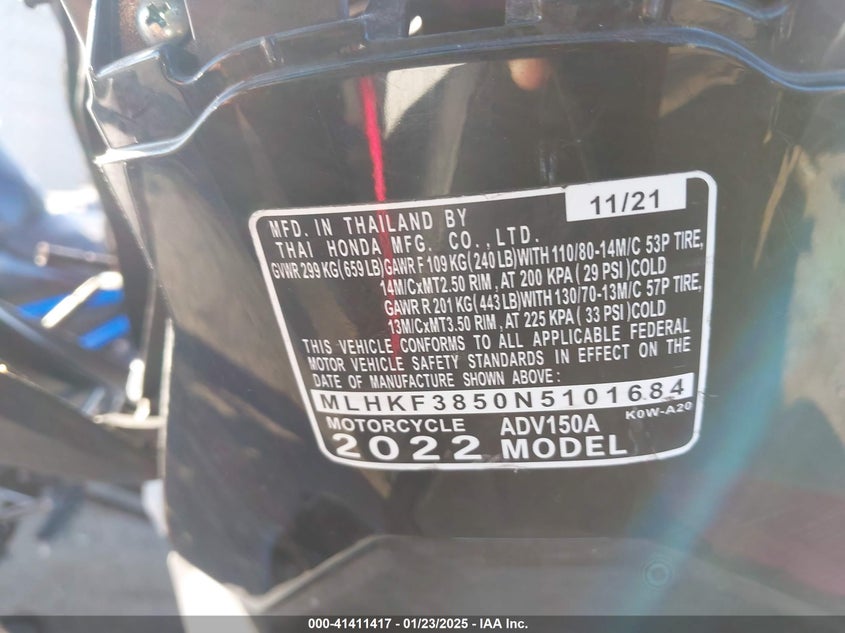 11/21
MFD. IN THAILAND BY
THAI HONDA MFG. CO.,LTD.
GVWR 299 KG(659 LB)GAWR F 109 KG(240 LB)WITH 110/80-14M/C 53P TIRE,
14M/CxMT2.50 RIM, AT 200 KPA (29 PSI)COLD
GAWR R 201 KG(443 LB)WITH 130/70-13M/C 57P TIRE,
13M/CxMT3.50 RIM, AT 225 KPA (33 PSI)COLD
THIS VEHICLE CONFORMS TO ALL APPLICABLE FEDERAL
MOTOR VEHICLE SAFETY STANDARDS IN EFFECT ON THE
DATE OF MANUFACTURE SHOWN ABOVE:
MLHKF3850N5101684
MOTORCYCLE ADV150A K0W-A20
2022 MODEL
000-41411417 - 01/23/2025 - IAA Inc.